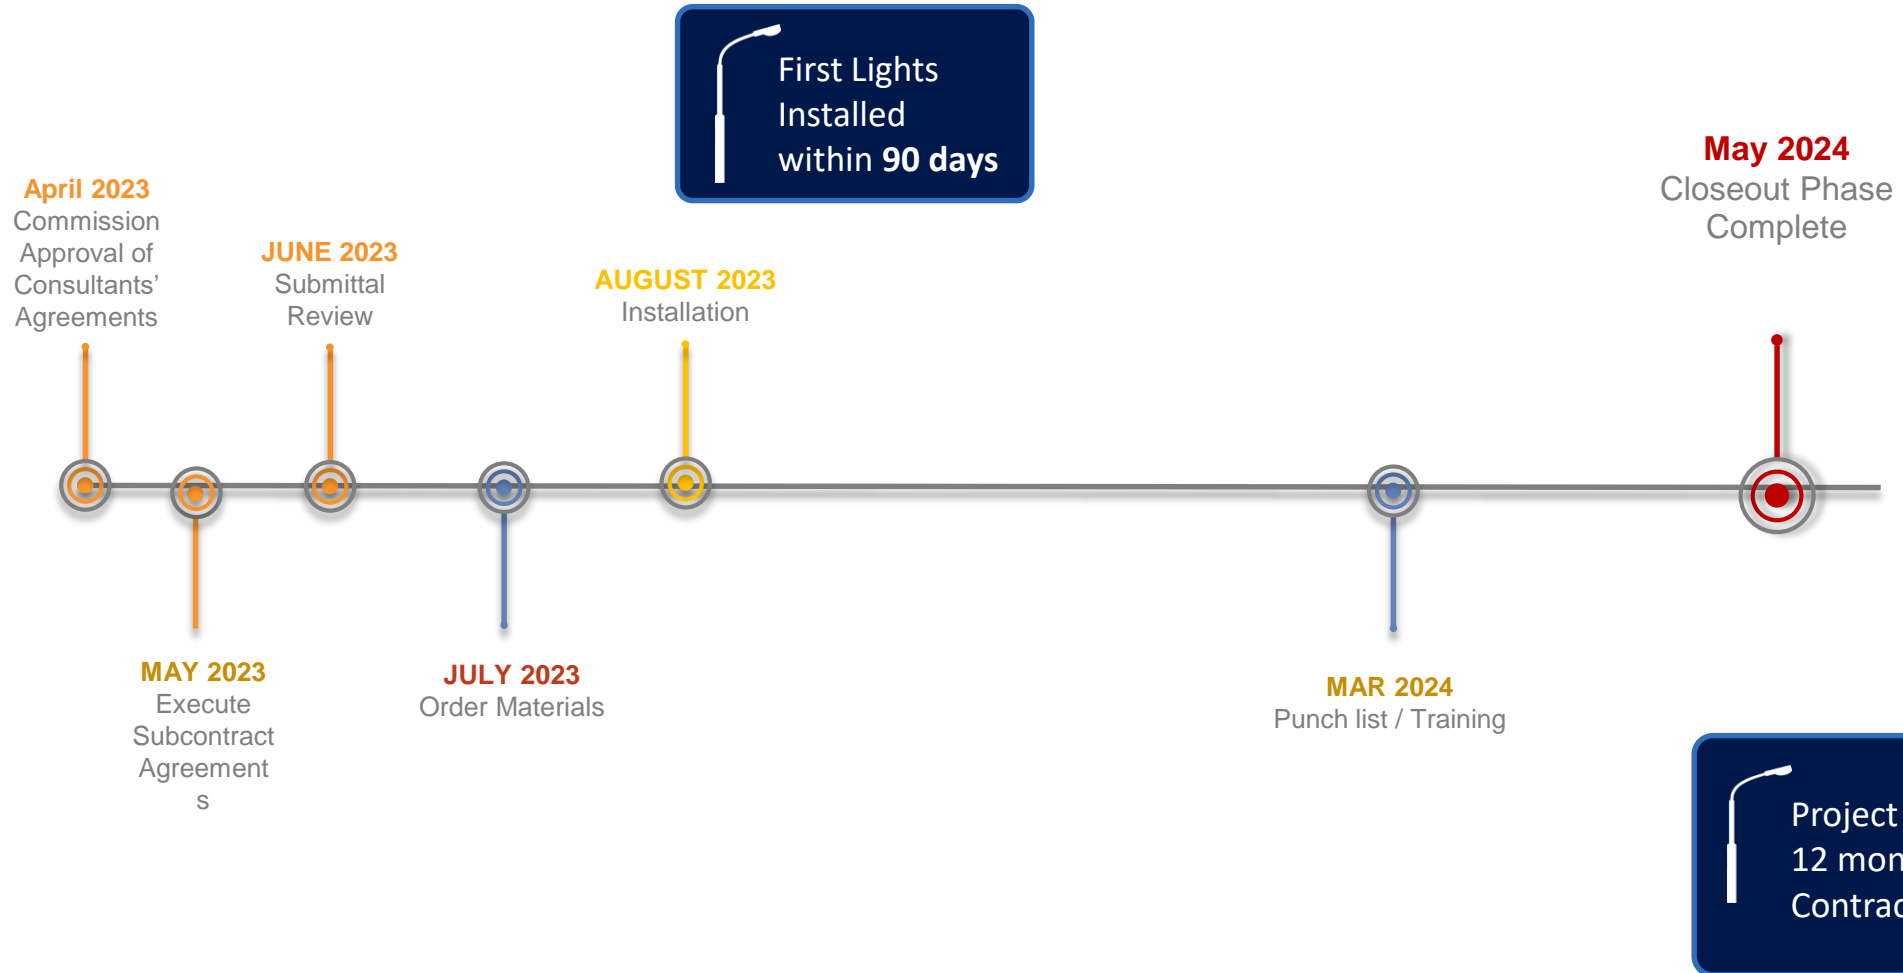 First Lights
Installed
within 90 days
April 2023
Commission
Approval of
Consultants’
Agreements
JUNE 2023
Submittal
Review
AUGUST 2023
Installation
May 2024
Closeout Phase
Complete
MAY 2023
Execute
Subcontract
Agreement
s
JULY 2023
Order Materials
MAR 2024
Punch list / Training
Project
12